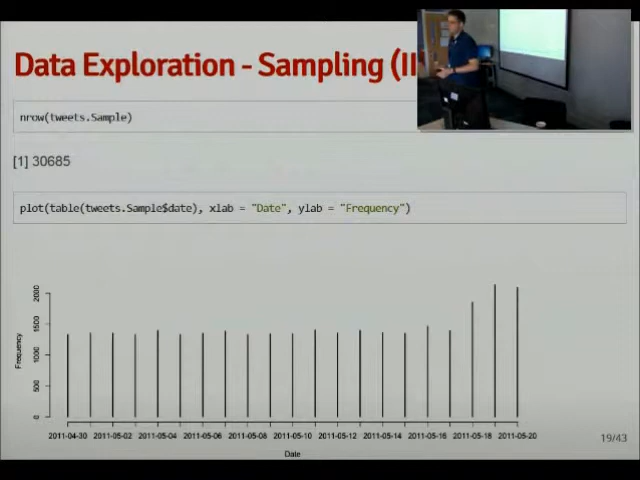 Data Exploration - Sampling (II
nrow(tweets.Sample)
[1] 30685
plot(table(tweets.Sample$date), xlab = "Date", ylab = "Frequency")
Frequency
2000
1500
1000
500
0
2011-04-30 2011-05-02 2011-05-04 2011-05-06 2011-05-08 2011-05-10 2011-05-12 2011-05-14 2011-05-16 2011-05-18 2011-05-20
Date
19/43